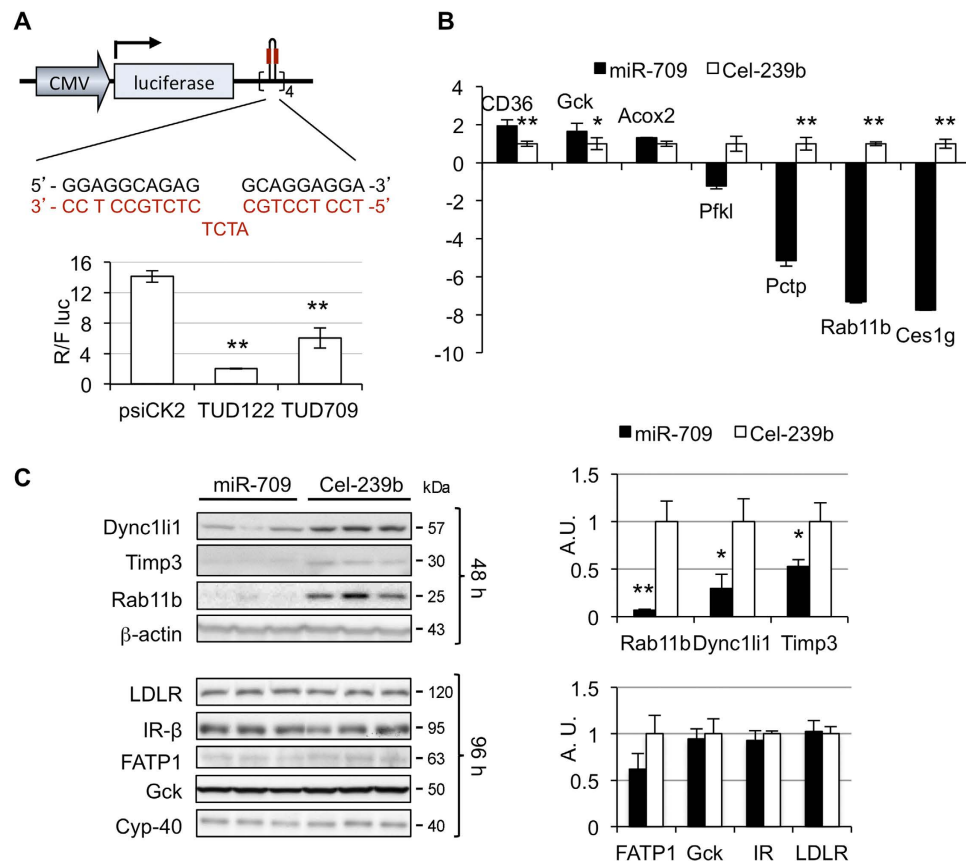 A
CMV
luciferase
4
5’ - GGAGGCAGAG GCAGGAGGA -3’
3’ - CC T CCGTCTC CGTCCT CCT -5’
TCTA
R/F luc
16
12
8
4
0
** **
psiCK2 TUD122 TUD709
B
miR-709 Cel-239b
4
2
0
-2
-4
-6
-8
-10
CD36 ** Gck * Acox2 ** ** **
Pfkl
Pctp
Rab11b
Ces1g
C
miR-709 Cel-239b kDa
Dync1li1 - 57
Timp3 - 30
Rab11b - 25
β-actin - 43
48 h
LDLR - 120
IR-β - 95
FATP1 - 63
Gck - 50
Cyp-40 - 40
96 h
miR-709 Cel-239b
A.U.
1.5
1
0.5
0
** * *
Rab11b Dync1li1 Timp3
A. U.
1.5
1
0.5
0
FATP1 Gck IR LDLR